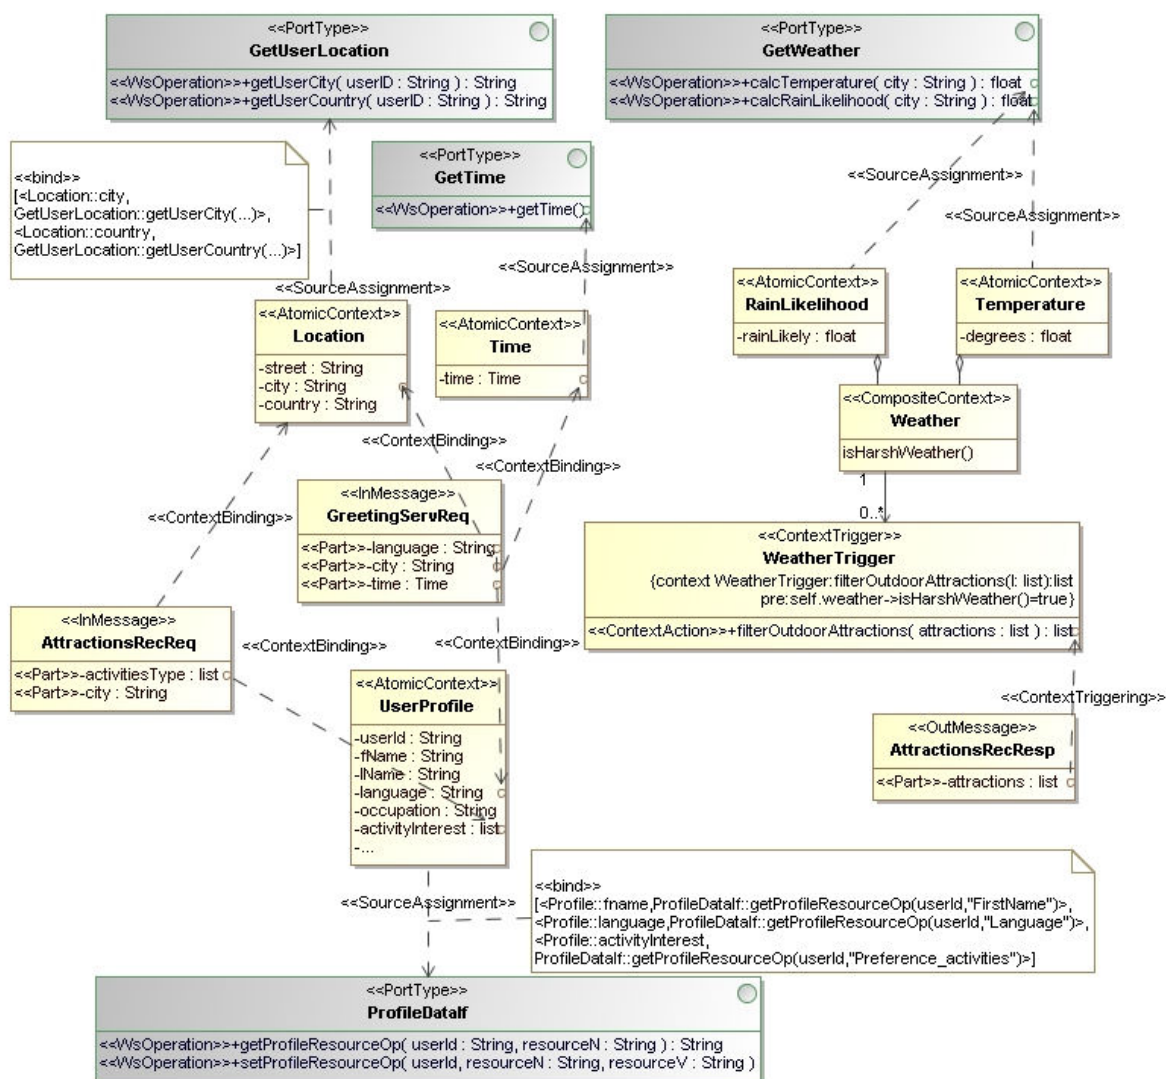 <<PortType>>
GetUserLocation
<<WsOperation>>+getUserCity( userID : String ) : String
<<WsOperation>>+getUserCountry( userID : String ) : String
<<PortType>>
GetWeather
<<WsOperation>>+calcTemperature( city : String ) : float
<<WsOperation>>+calcRainLikelihood( city : String ) : float
<<bind>>
[<Location::city,
GetUserLocation::getUserCity(...)>,
<Location::country,
GetUserLocation::getUserCountry(...)>]
<<PortType>>
GetTime
<<WsOperation>>+getTime()
<<SourceAssignment>>
<<SourceAssignment>>
<<SourceAssignment>>
<<SourceAssignment>>
<<AtomicContext>>
Location
-street : String
-city : String
-country : String
<<AtomicContext>>
Time
-time : Time
<<AtomicContext>>
RainLikelihood
-rainLikely : float
<<AtomicContext>>
Temperature
-degrees : float
<<CompositeContext>>
Weather
isHarshWeather()
1
0..*
<<ContextBinding>>
<<ContextBinding>>
<<ContextBinding>>
<<InMessage>>
GreetingServReq
<<Part>>-language : String
<<Part>>-city : String
<<Part>>-time : Time
<<ContextTrigger>>
WeatherTrigger
{context WeatherTrigger:filterOutdoorAttractions(l: list):list
pre:self.weather->isHarshWeather()=true}
<<ContextAction>>+filterOutdoorAttractions( attractions : list ) : list
<<InMessage>>
AttractionsRecReq
<<Part>>-activitiesType : list
<<Part>>-city : String
<<ContextBinding>>
<<ContextBinding>>
<<AtomicContext>>
UserProfile
-userId : String
-fName : String
-lName : String
-language : String
-occupation : String
-activityInterest : list
-...
<<ContextTriggering>>
<<OutMessage>>
AttractionsRecResp
<<Part>>-attractions : list
<<SourceAssignment>>
<<bind>>
[<Profile::fname,ProfileDataIf::getProfileResourceOp(userId,"FirstName")>,
<Profile::language,ProfileDataIf::getProfileResourceOp(userId,"Language")>,
<Profile::activityInterest,
ProfileDataIf::getProfileResourceOp(userId,"Preference_activities")>]
<<PortType>>
ProfileDataIf
<<WsOperation>>+getProfileResourceOp( userId : String, resourceN : String ) : String
<<WsOperation>>+setProfileResourceOp( userId, resourceN : String, resourceV : String )